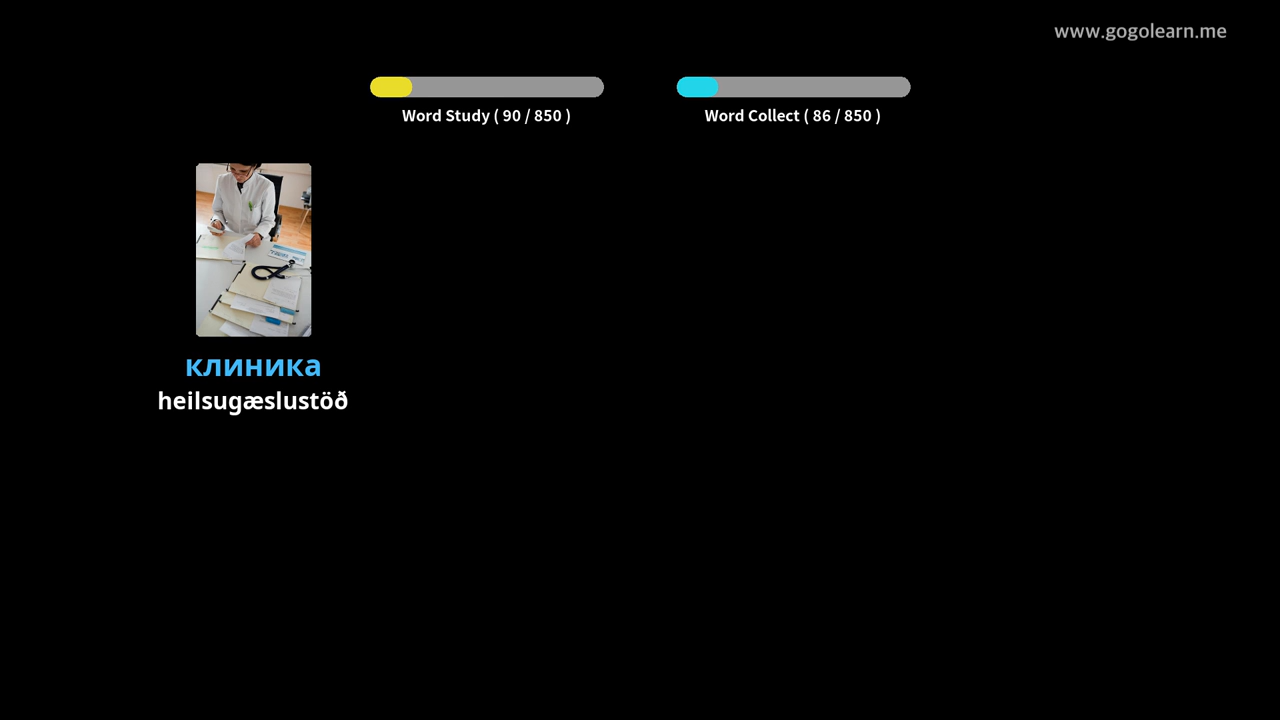 www.gogolearn.me
Word Study ( 90 / 850 )
Word Collect ( 86 / 850 )
клиника
heilsugæslustöð